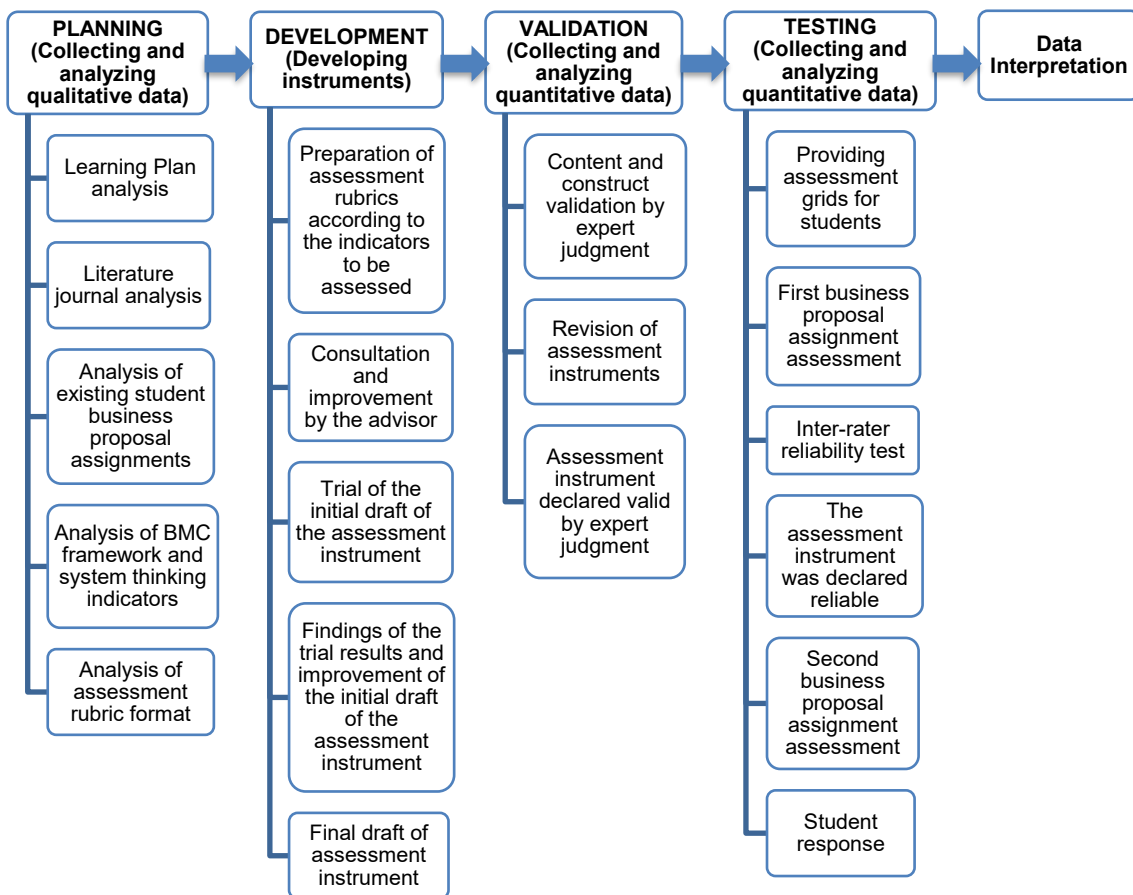 PLANNING
(Collecting and
analyzing
qualitative data)
Learning Plan
analysis
Literature
journal analysis
Analysis of
existing student
business
proposal
assignments
Analysis of BMC
framework and
system thinking
indicators
Analysis of
assessment
rubric format
DEVELOPMENT
(Developing
instruments)
Preparation of
assessment
rubrics
according to
the indicators
to be
assessed
Consultation
and
improvement
by the advisor
Trial of the
initial draft of
the assessment
instrument
Findings of the
trial results and
improvement of
the initial draft
of the
assessment
instrument
Final draft of
assessment
instrument
VALIDATION
(Collecting and
analyzing
quantitative data)
Content and
construct
validation by
expert
judgment
Revision of
assessment
instruments
Assessment
instrument
declared valid
by expert
judgment
TESTING
(Collecting and
analyzing
quantitative data)
Providing
assessment
grids for
students
First business
proposal
assignment
assessment
Inter-rater
reliability test
The
assessment
instrument
was declared
reliable
Second
business
proposal
assignment
assessment
Student
response
Data
Interpretation